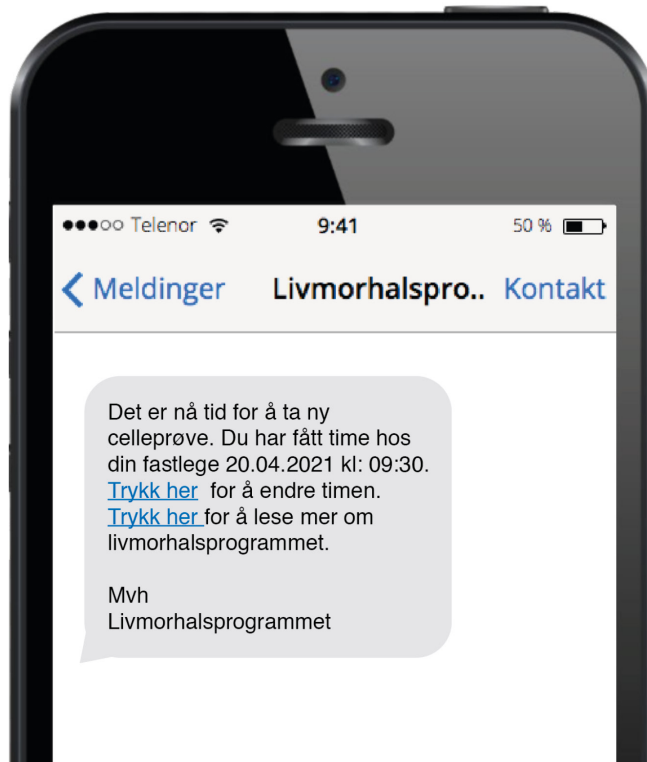 Telenor 9:41 50 %
Meldinger Livmorhalspro.. Kontakt
Det er nå tid for å ta ny
celleprøve. Du har fått time hos
din fastlege 20.04.2021 kl: 09:30.
Trykk her for å endre timen.
Trykk her for å lese mer om
livmorhalsprogrammet.
Mvh
Livmorhalsprogrammet